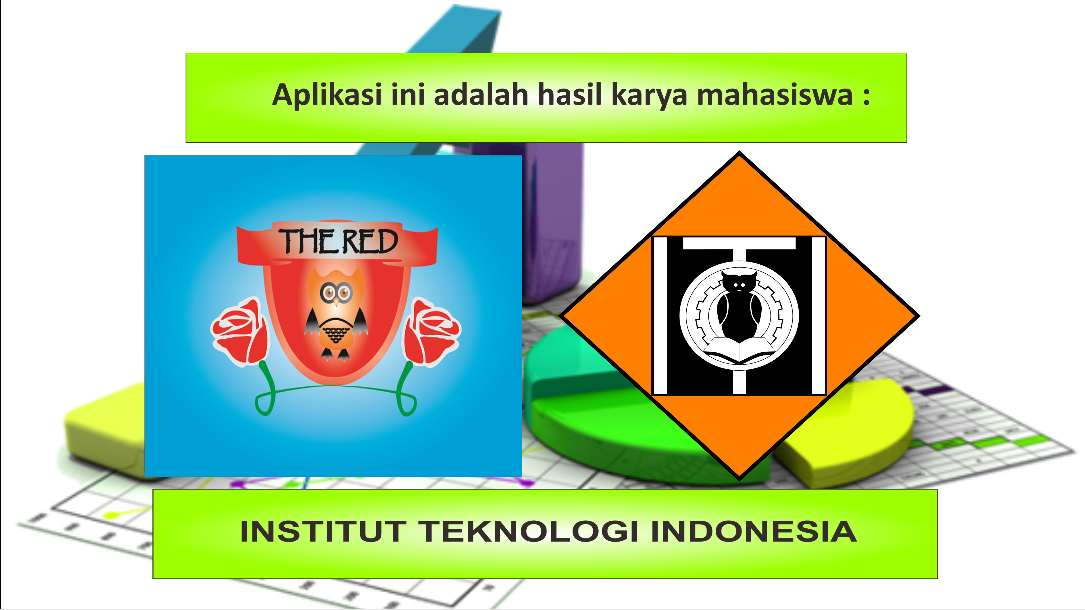 Aplikasi ini adalah hasil karya mahasiswa :
THE RED
INSTITUT TEKNOLOGI INDONESIA